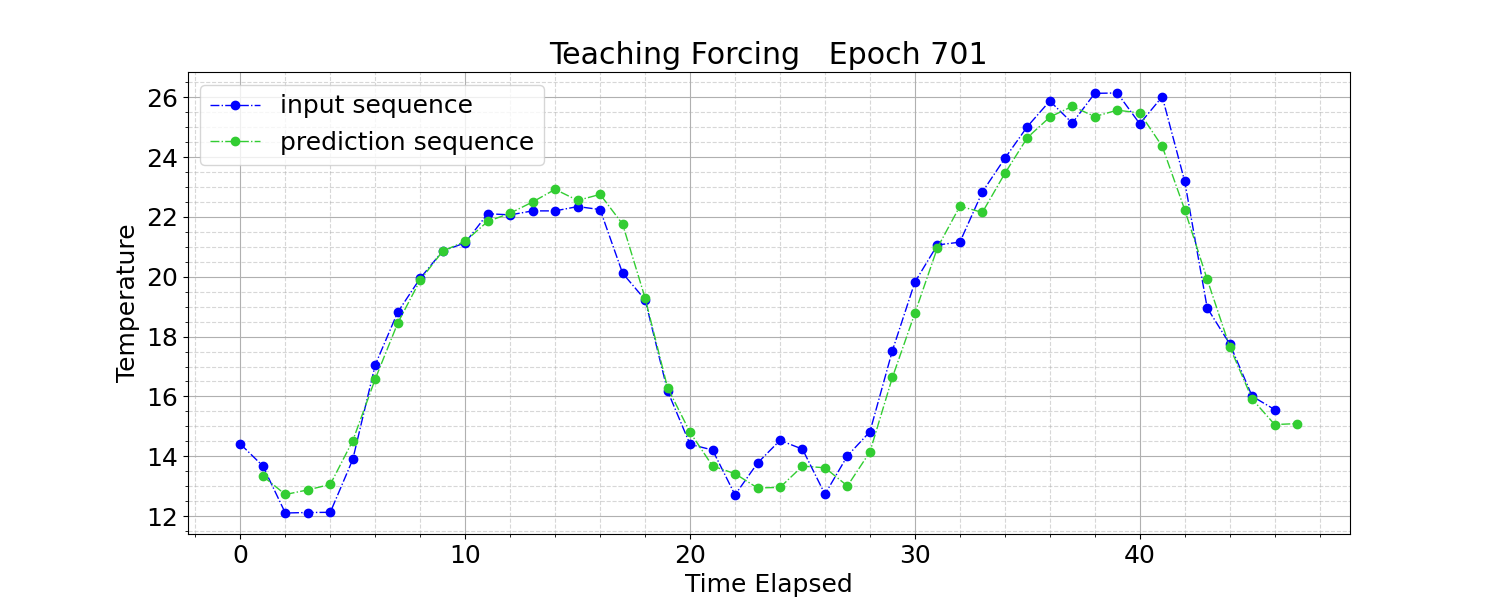 Teaching Forcing   Epoch 701
input sequence
prediction sequence
Temperature
26
24
22
20
18
16
14
12
0 10 20 30 40
Time Elapsed